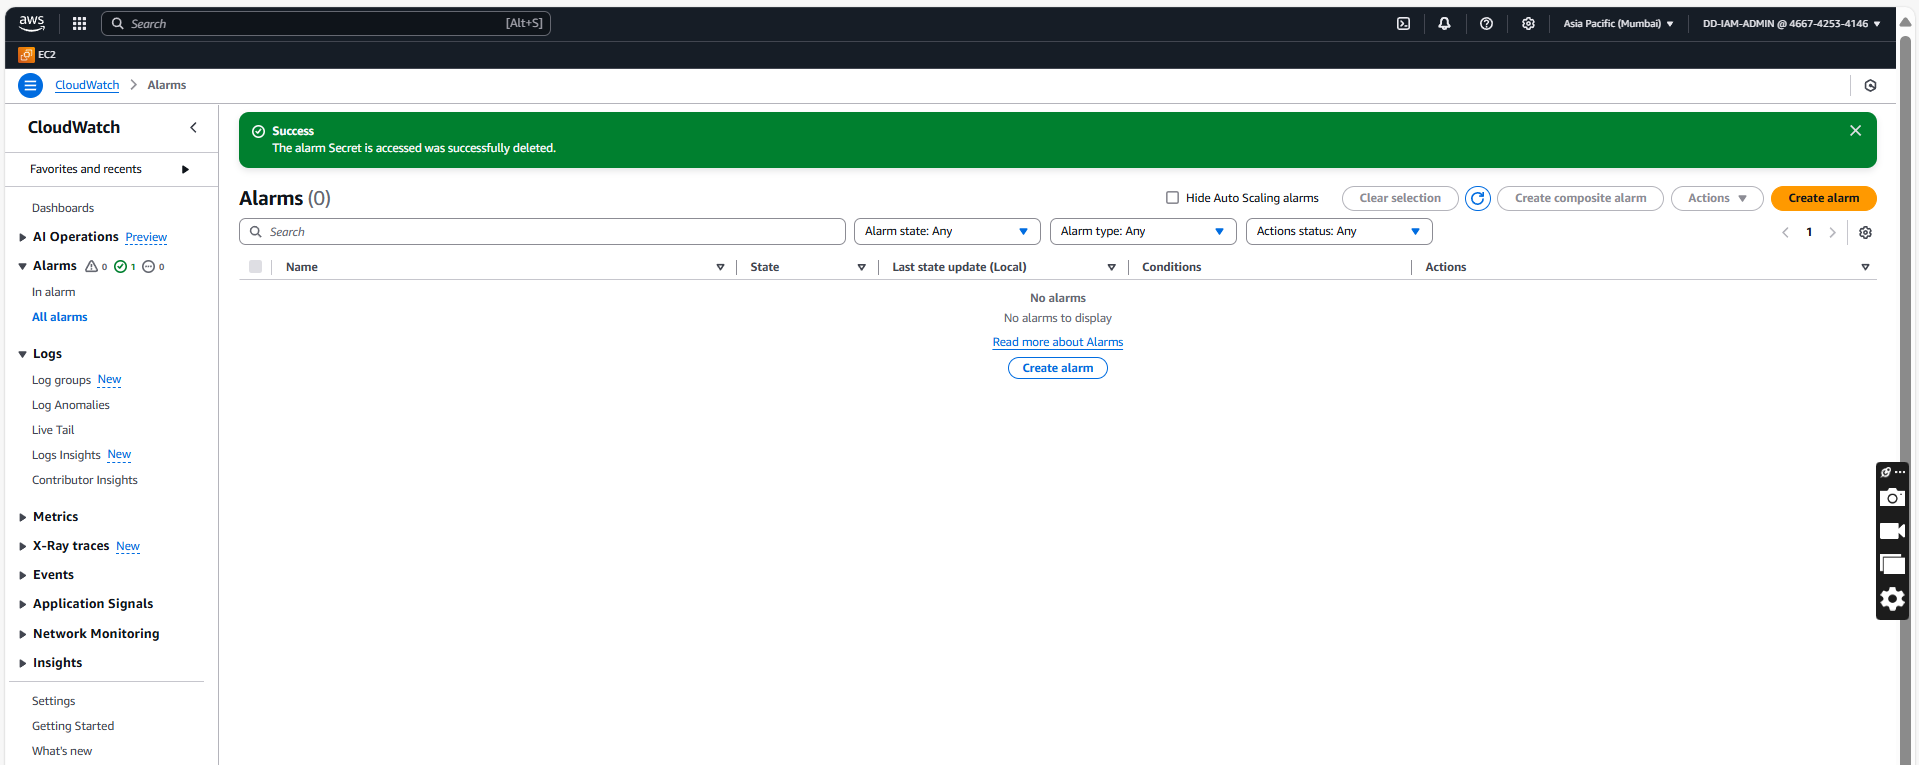 aws
Search [Alt+S]
Asia Pacific (Mumbai) ▼
DD-IAM-ADMIN @ 4667-4253-4146 ▼
EC2
CloudWatch > Alarms
CloudWatch
Favorites and recents
Dashboards
AI Operations Preview
Alarms 0 1 0
In alarm
All alarms
Logs
Log groups New
Log Anomalies
Live Tail
Logs Insights New
Contributor Insights
Metrics
X-Ray traces New
Events
Application Signals
Network Monitoring
Insights
Settings
Getting Started
What's new
Success
The alarm Secret is accessed was successfully deleted.
Alarms (0)
Hide Auto Scaling alarms
Clear selection
Create composite alarm
Actions
Create alarm
Search
Alarm state: Any
Alarm type: Any
Actions status: Any
1
Name State Last state update (Local) Conditions Actions
No alarms
No alarms to display
Read more about Alarms
Create alarm